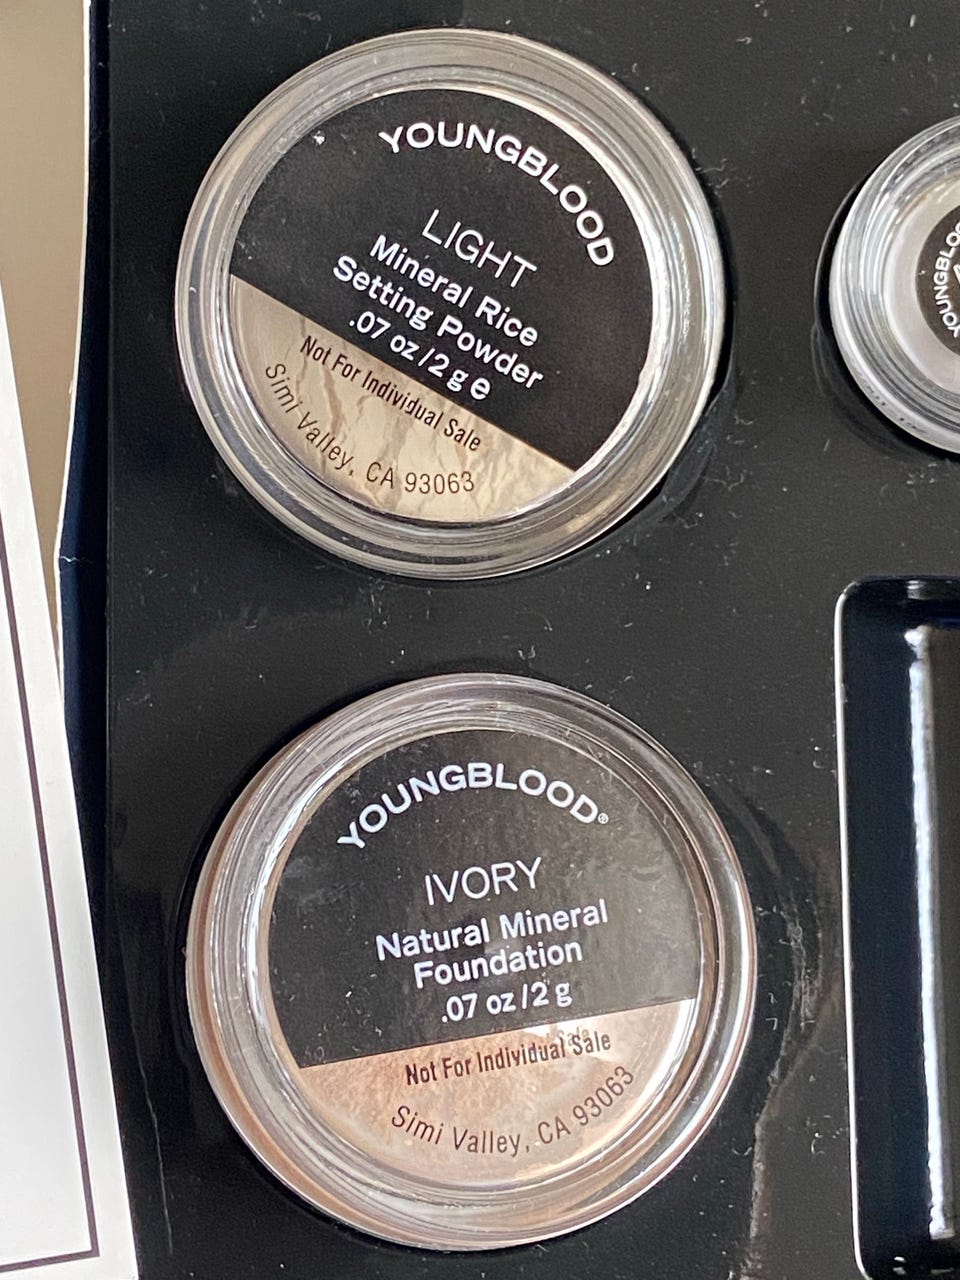 YOUNGBLOOD
LIGHT
Mineral Rice
Setting Powder
.07 oz /2 g e
Not For Individual Sale
Simi Valley, CA 93063
YOUNGBLOOD®
IVORY
Natural Mineral
Foundation
.07 oz /2 g
Not For Individual Sale
Simi Valley, CA 93063